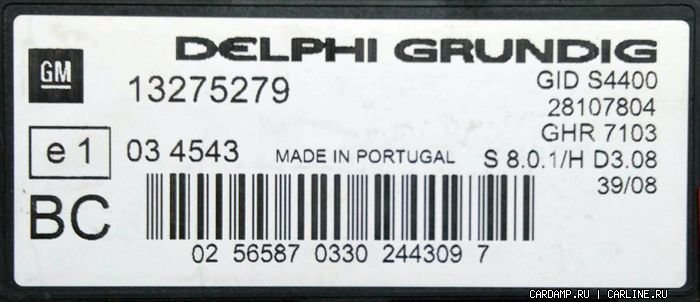 DELPHI GRUNDIG
GM
13275279
GID S4400
28107804
GHR 7103
e 1
03 4543
MADE IN PORTUGAL
S 8.0.1/H D3.08
39/08
BC
02 56587 0330 244309 7
CARDAMP.RU | CARLINE.RU